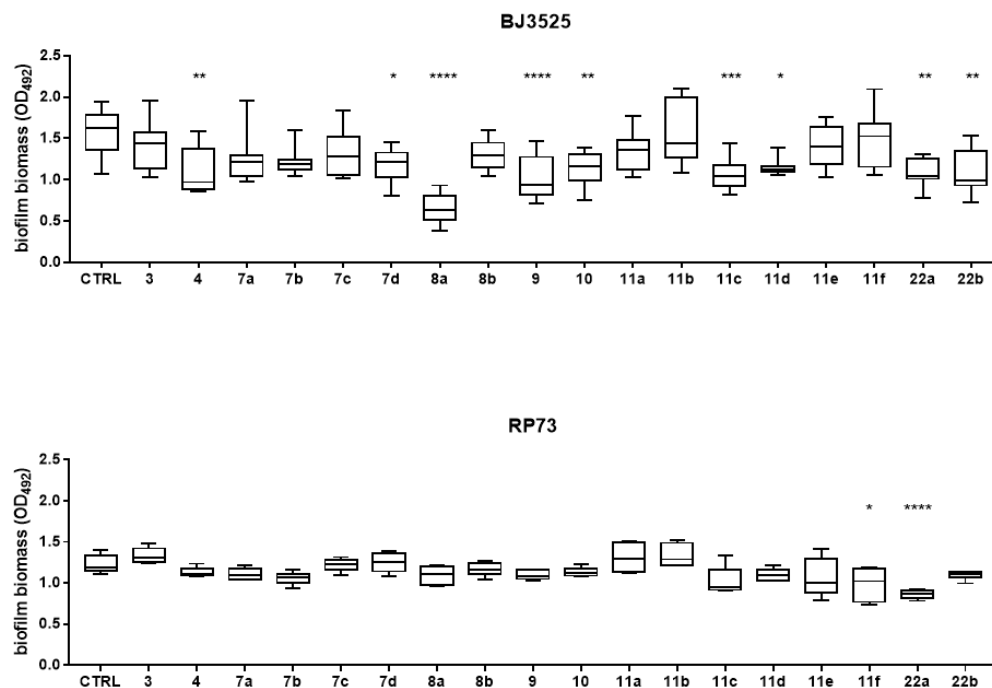 BJ3525
biofilm biomass (OD492)
2.5
2.0
1.5
1.0
0.5
0.0
** * **** **** ** *** * ** **
CTRL 3 4 7a 7b 7c 7d 8a 8b 9 10 11a 11b 11c 11d 11e 11f 22a 22b
RP73
biofilm biomass (OD492)
2.5
2.0
1.5
1.0
0.5
0.0
* ****
CTRL 3 4 7a 7b 7c 7d 8a 8b 9 10 11a 11b 11c 11d 11e 11f 22a 22b